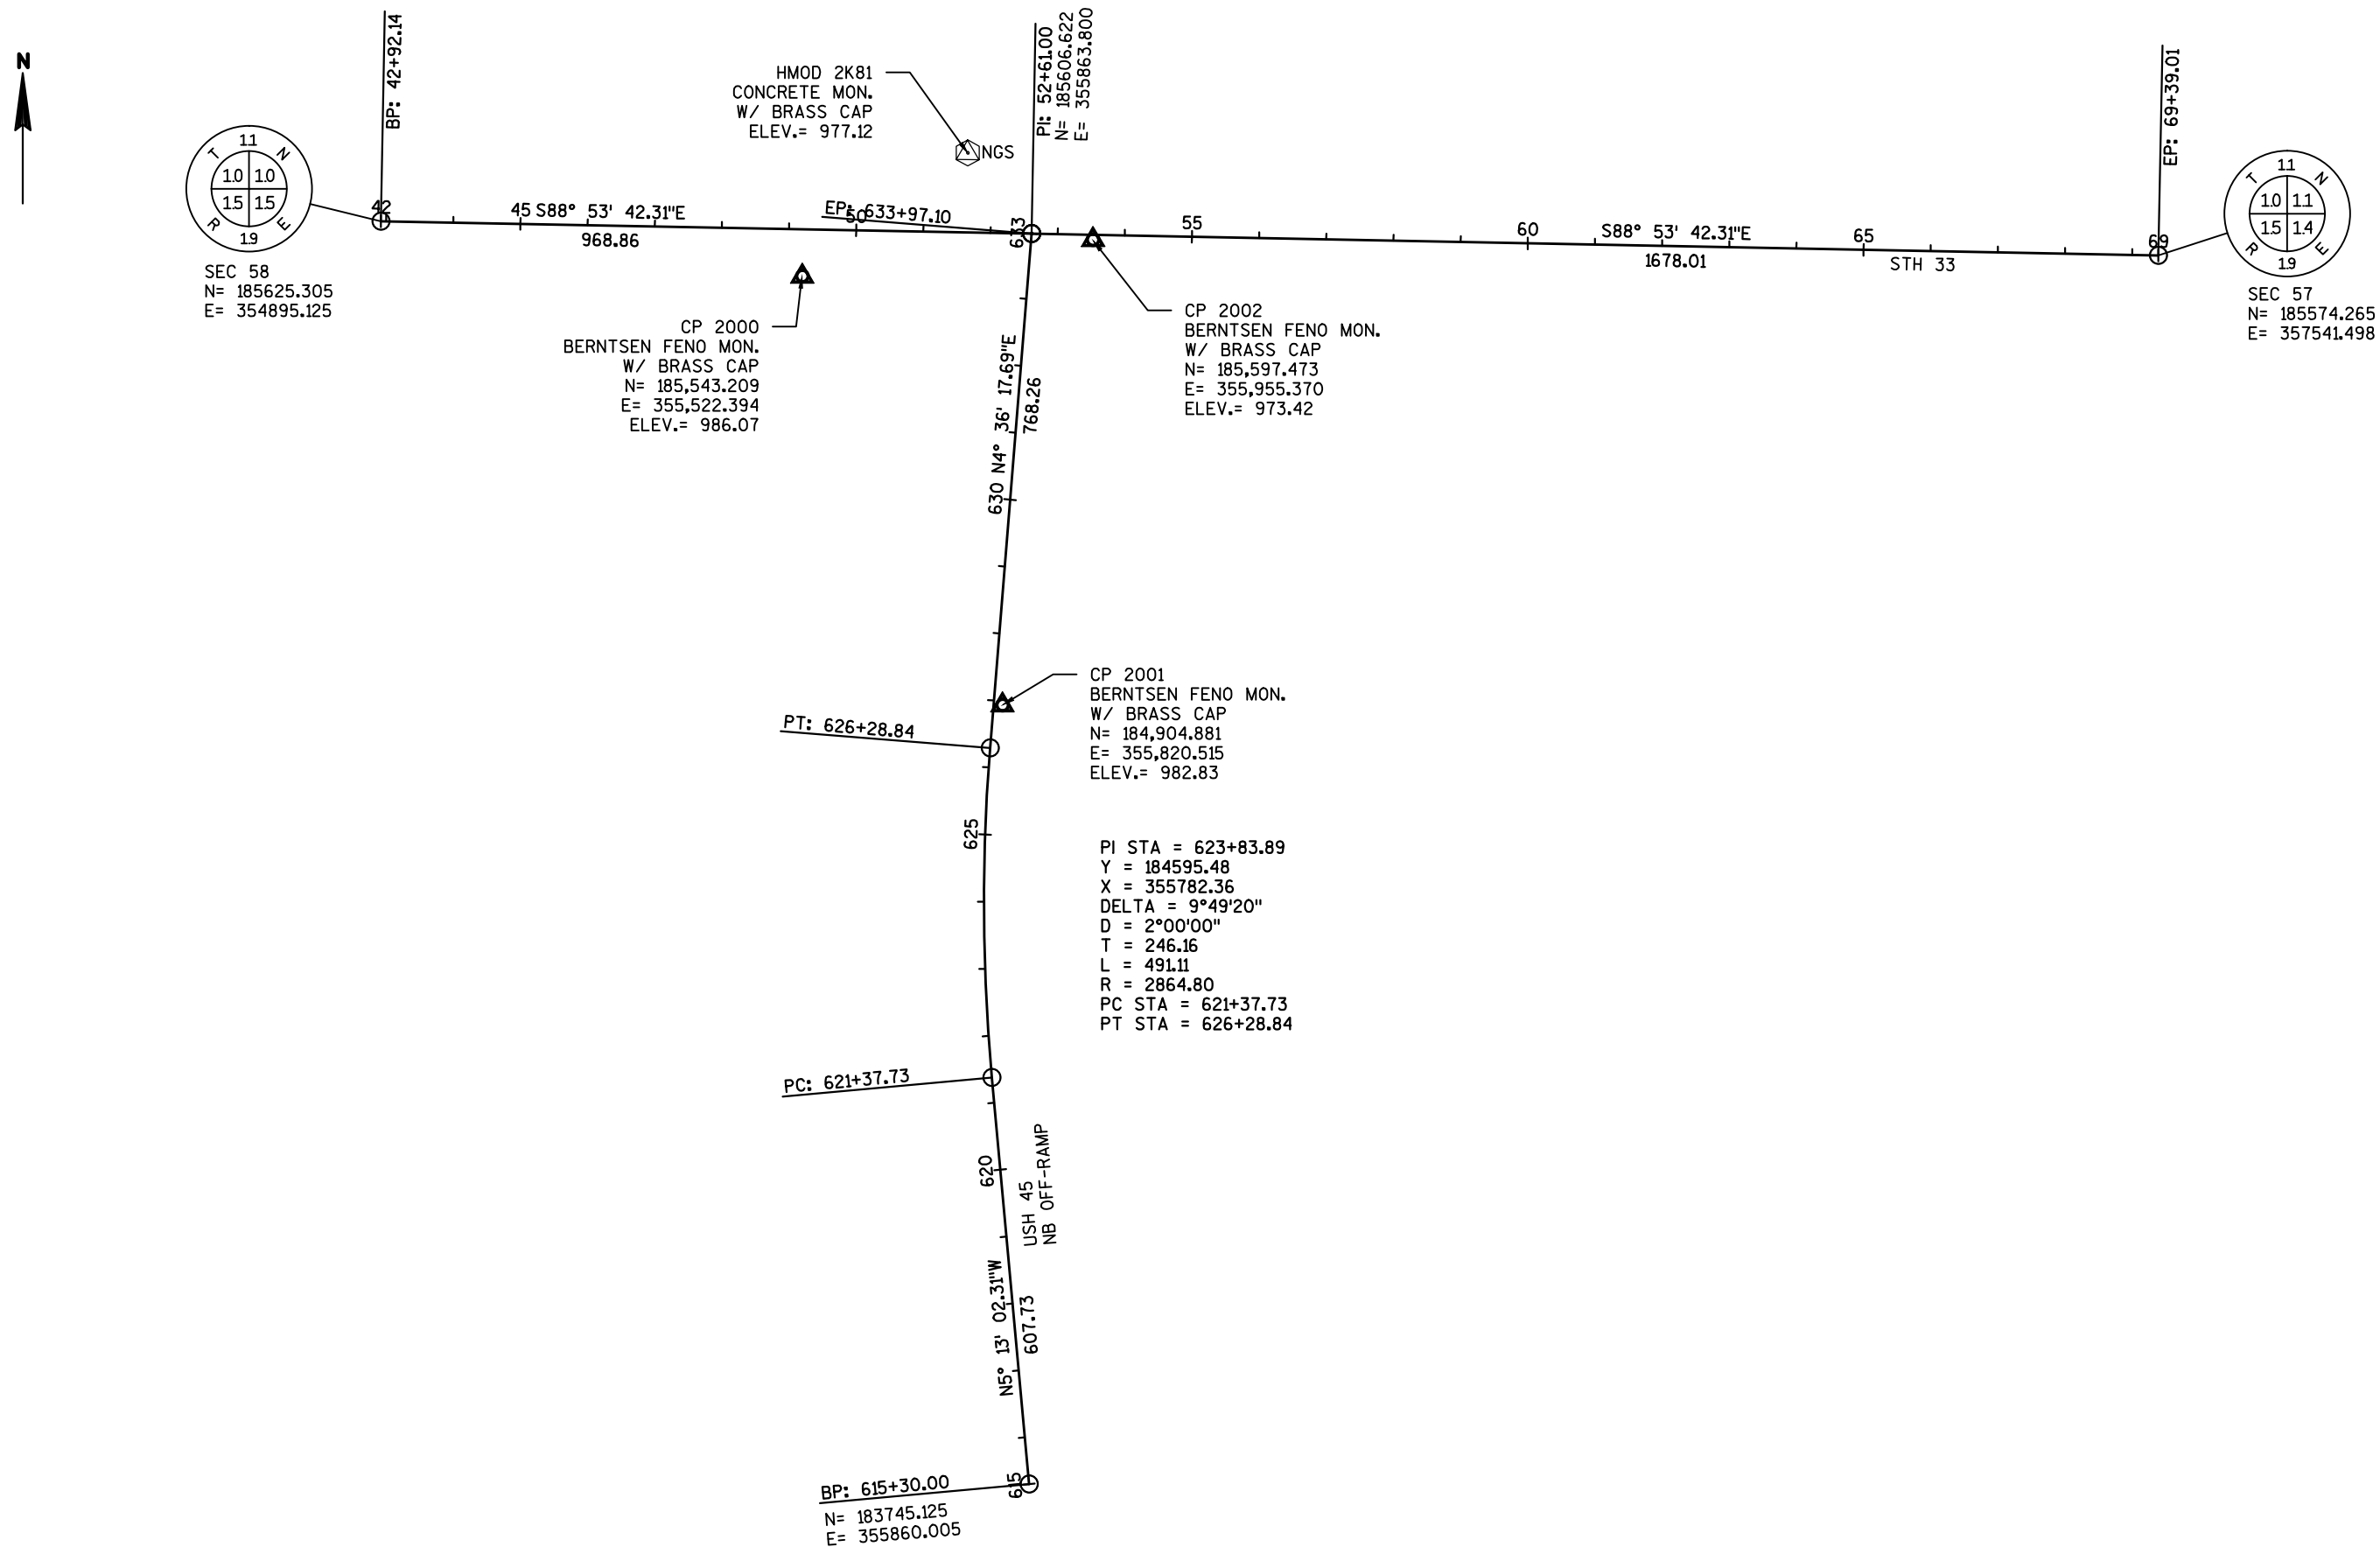 N
BP: 42+92.14
HMOD 2K81
CONCRETE MON.
W/ BRASS CAP
ELEV.= 977.12
NGS
PI: 52+61.00
N= 185606.622
E= 355863.800
EP: 69+39.01
11
T N
1.0 1.0
1.5 1.5
R E
1.9
SEC 58
N= 185625.305
E= 354895.125
42
45
S88° 53' 42.31"E
968.86
EP: 633+97.10
50
633
55
60
S88° 53' 42.31"E
1678.01
65
STH 33
69
11
T N
1.0 1.1
1.5 1.4
R E
1.9
SEC 57
N= 185574.265
E= 357541.498
CP 2000
BERNTSEN FENO MON.
W/ BRASS CAP
N= 185,543.209
E= 355,522.394
ELEV.= 986.07
CP 2002
BERNTSEN FENO MON.
W/ BRASS CAP
N= 185,597.473
E= 355,955.370
ELEV.= 973.42
N4° 36' 17.69"E
768.26
630
CP 2001
BERNTSEN FENO MON.
W/ BRASS CAP
N= 184,904.881
E= 355,820.515
ELEV.= 982.83
PT: 626+28.84
625
PI STA = 623+83.89
Y = 184595.48
X = 355782.36
DELTA = 9°49'20"
D = 2°00'00"
T = 246.16
L = 491.11
R = 2864.80
PC STA = 621+37.73
PT STA = 626+28.84
PC: 621+37.73
620
USH 45
NB OFF-RAMP
N5° 13' 02.31"W
607.73
615
BP: 615+30.00
N= 183745.125
E= 355860.005